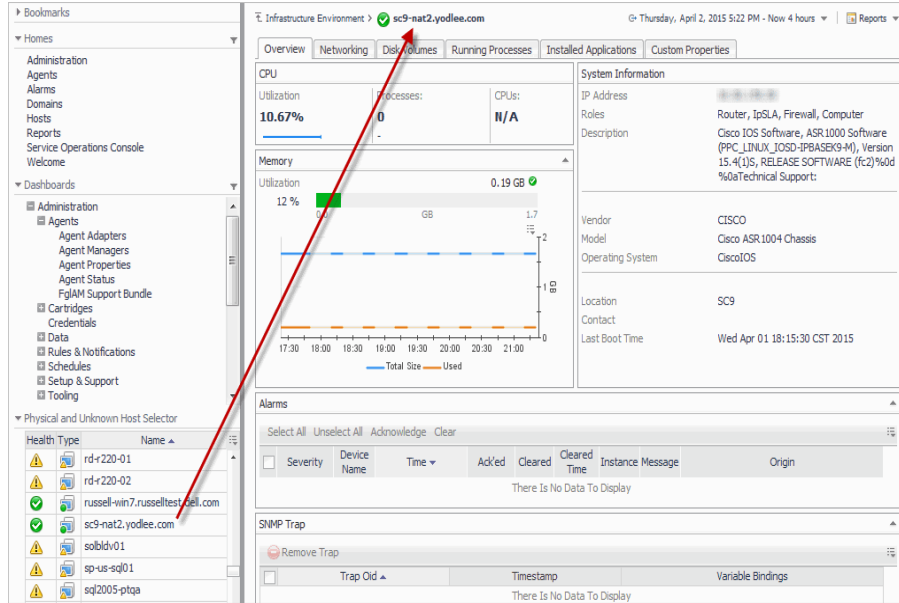 Bookmarks
Homes
Administration
Agents
Alarms
Domains
Hosts
Reports
Service Operations Console
Welcome
Dashboards
Administration
Agents
Agent Adapters
Agent Managers
Agent Properties
Agent Status
FglAM Support Bundle
Cartridges
Credentials
Data
Rules & Notifications
Schedules
Setup & Support
Tooling
Physical and Unknown Host Selector
Health Type Name
rd-r220-01
rd-r220-02
russell-win7.russelltest.dell.com
sc9-nat2.yodlee.com
solbldv01
sp-us-sql01
sql2005-ptqa
Infrastructure Environment > sc9-nat2.yodlee.com
Thursday, April 2, 2015 5:22 PM - Now 4 hours Reports
Overview Networking Disk Volumes Running Processes Installed Applications Custom Properties
CPU
Utilization Processes: CPUs:
10.67% 0 N/A
-
Memory
Utilization 0.19 GB
12 %
0.0 GB 1.7
2
1
0
GB
17:30 18:00 18:30 19:00 19:30 20:00 20:30 21:00
Total Size Used
System Information
IP Address
Roles Router, IpSLA, Firewall, Computer
Description Cisco IOS Software, ASR1000 Software
(PPC_LINUX_IOSD-IPBASEK9-M), Version
15.4(1)S, RELEASE SOFTWARE (fc2)%0d
%0aTechnical Support:
Vendor CISCO
Model Cisco ASR1004 Chassis
Operating System CiscoIOS
Location SC9
Contact
Last Boot Time Wed Apr 01 18:15:30 CST 2015
Alarms
Select All Unselect All Acknowledge Clear
Severity Device Name Time Ack'ed Cleared Cleared Time Instance Message Origin
There Is No Data To Display
SNMP Trap
Remove Trap
Trap Oid Timestamp Variable Bindings
There Is No Data To Display